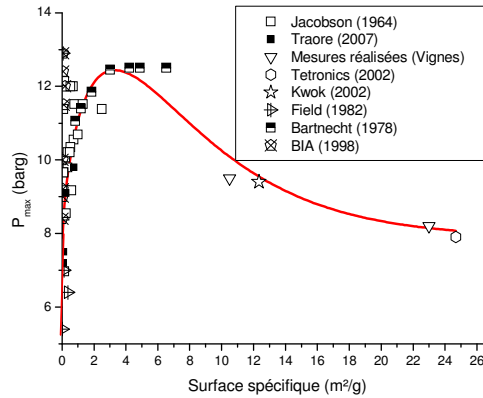 14
12
10
8
6
P max (barg)
0 2 4 6 8 10 12 14 16 18 20 22 24 26
Surface spécifique (m²/g)
Jacobson (1964)
Traore (2007)
Mesures réalisées (Vignes)
Tetronics (2002)
Kwok (2002)
Field (1982)
Bartnecht (1978)
BIA (1998)